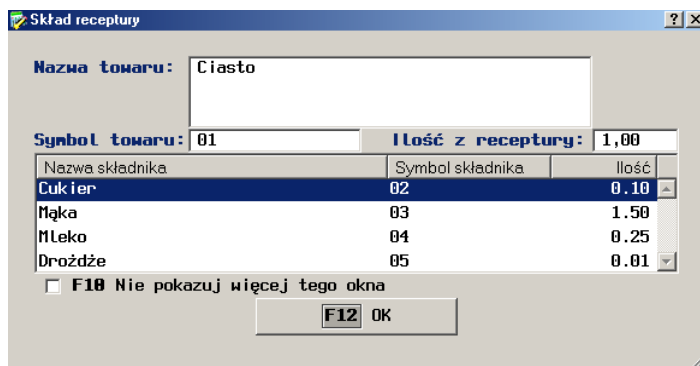 Skład receptury
Nazwa towaru: Ciasto
Symbol towaru: 01 Ilość z receptury: 1,00
Nazwa składnika Symbol składnika Ilość
Cukier 02 0.10
Mąka 03 1.50
Mleko 04 0.25
Drożdże 05 0.01
F10 Nie pokazuj więcej tego okna
F12 OK